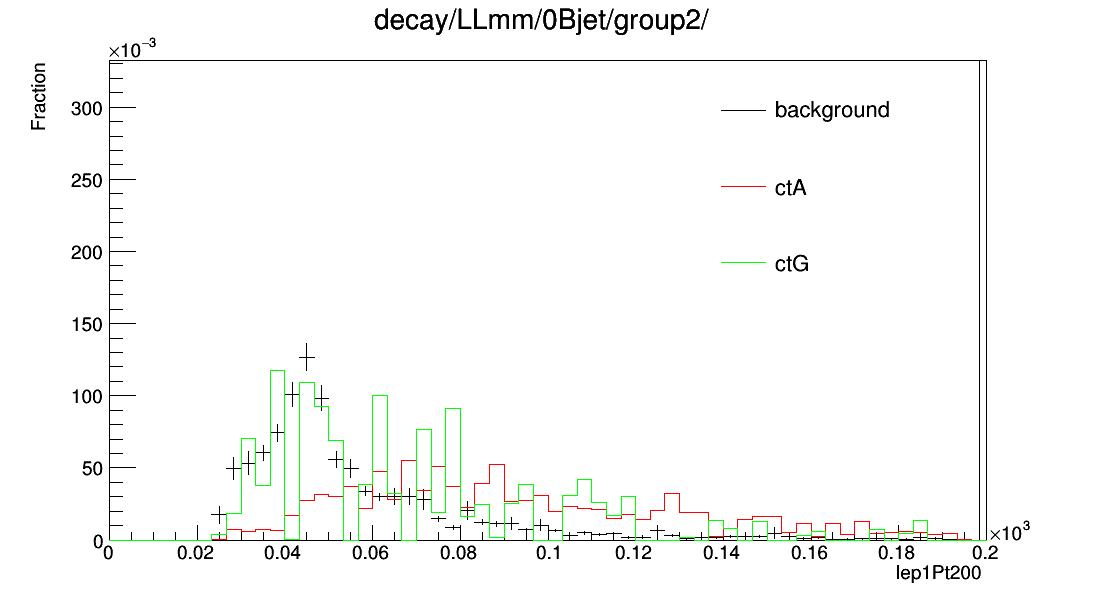 decay/LLmm/0Bjet/group2/
×10⁻³
Fraction
300
250
200
150
100
50
0
background
ctA
ctG
0 0.02 0.04 0.06 0.08 0.1 0.12 0.14 0.16 0.18 0.2
×10³
lep1Pt200